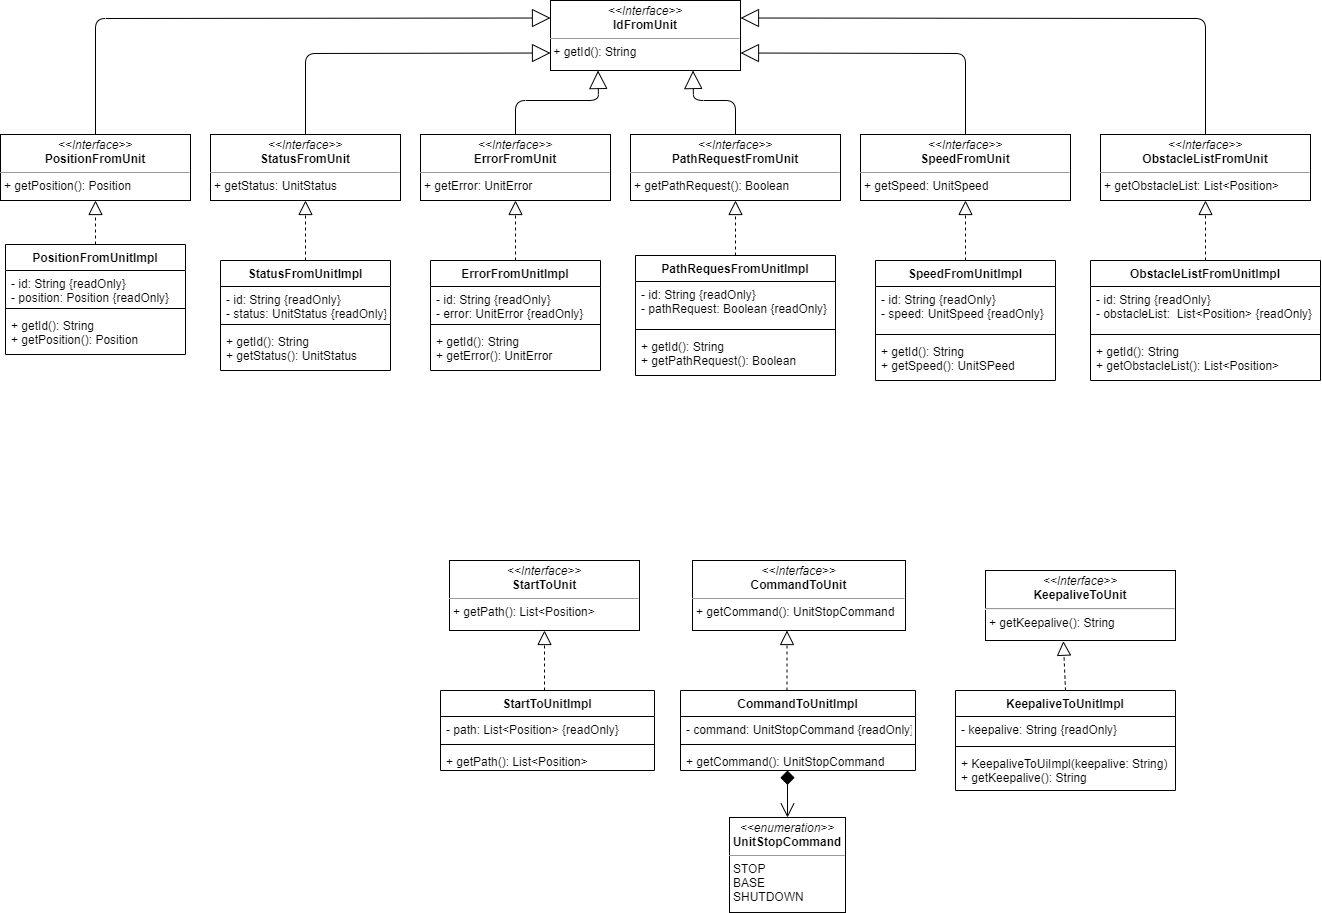 <<Interface>>
IdFromUnit
+ getId(): String
<<Interface>>
PositionFromUnit
+ getPosition(): Position
<<Interface>>
StatusFromUnit
+ getStatus: UnitStatus
<<Interface>>
ErrorFromUnit
+ getError: UnitError
<<Interface>>
PathRequestFromUnit
+ getPathRequest(): Boolean
<<Interface>>
SpeedFromUnit
+ getSpeed: UnitSpeed
<<Interface>>
ObstacleListFromUnit
+ getObstacleList: List<Position>
PositionFromUnitImpl
- id: String {readOnly}
- position: Position {readOnly}
+ getId(): String
+ getPosition(): Position
StatusFromUnitImpl
- id: String {readOnly}
- status: UnitStatus {readOnly}
+ getId(): String
+ getStatus(): UnitStatus
ErrorFromUnitImpl
- id: String {readOnly}
- error: UnitError {readOnly}
+ getId(): String
+ getError(): UnitError
PathRequesFromUnitImpl
- id: String {readOnly}
- pathRequest: Boolean {readOnly}
+ getId(): String
+ getPathRequest(): Boolean
SpeedFromUnitImpl
- id: String {readOnly}
- speed: UnitSpeed {readOnly}
+ getId(): String
+ getSpeed(): UnitSPeed
ObstacleListFromUnitImpl
- id: String {readOnly}
- obstacleList: List<Position> {readOnly}
+ getId(): String
+ getObstacleList(): List<Position>
<<Interface>>
StartToUnit
+ getPath(): List<Position>
<<Interface>>
CommandToUnit
+ getCommand(): UnitStopCommand
<<Interface>>
KeepaliveToUnit
+ getKeepalive(): String
StartToUnitImpl
- path: List<Position> {readOnly}
+ getPath(): List<Position>
CommandToUnitImpl
- command: UnitStopCommand {readOnly}
+ getCommand(): UnitStopCommand
KeepaliveToUnitImpl
- keepalive: String {readOnly}
+ KeepaliveToUiImpl(keepalive: String)
+ getKeepalive(): String
<<enumeration>>
UnitStopCommand
STOP
BASE
SHUTDOWN